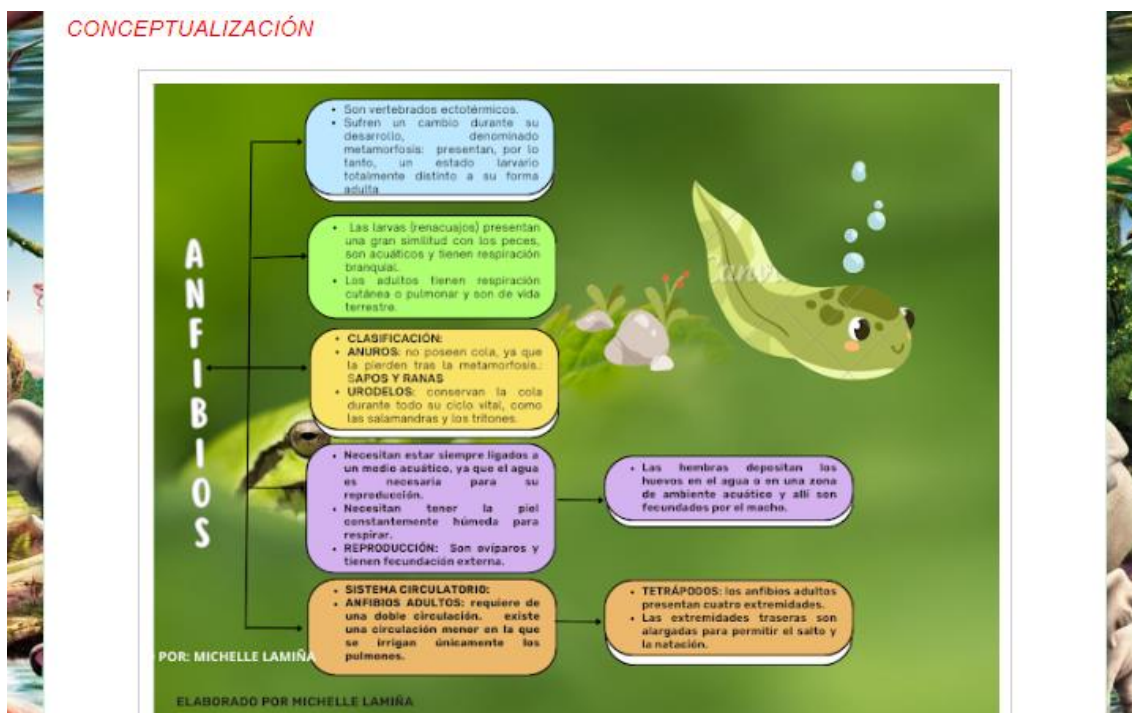 CONCEPTUALIZACIÓN
ANFIBIOS
• Son vertebrados ectotérmicos.
• Sufren un cambio durante su
desarrollo, denominado
metamorfosis: presentan, por lo
tanto, un estado larvario
totalmente distinto a su forma
adulta
• Las larvas (renacuajos) presentan
una gran similitud con los peces,
son acuáticos y tienen respiración
branquial.
• Los adultos tienen respiración
cutánea o pulmonar y son de vida
terrestre.
• CLASIFICACIÓN:
• ANUROS: no poseen cola, ya que
la pierden tras la metamorfosis.:
SAPOS Y RANAS
• URODELOS: conservan la cola
durante todo su ciclo vital, como
las salamandras y los tritones.
• Necesitan estar siempre ligados a
un medio acuático, ya que el agua
es necesaria para su
reproducción.
• Necesitan tener la piel
constantemente húmeda para
respirar.
• REPRODUCCIÓN: Son ovíparos y
tienen fecundación externa.
• Las hembras depositan los
huevos en el agua o en una zona
de ambiente acuático y allí son
fecundados por el macho.
• SISTEMA CIRCULATORIO:
• ANFIBIOS ADULTOS: requiere de
una doble circulación. existe
una circulación menor en la que
se irrigan únicamente los
pulmones.
• TETRÁPODOS: los anfibios adultos
presentan cuatro extremidades.
• Las extremidades traseras son
alargadas para permitir el salto y
la natación.
POR: MICHELLE LAMIÑA
ELABORADO POR MICHELLE LAMIÑA
Canva